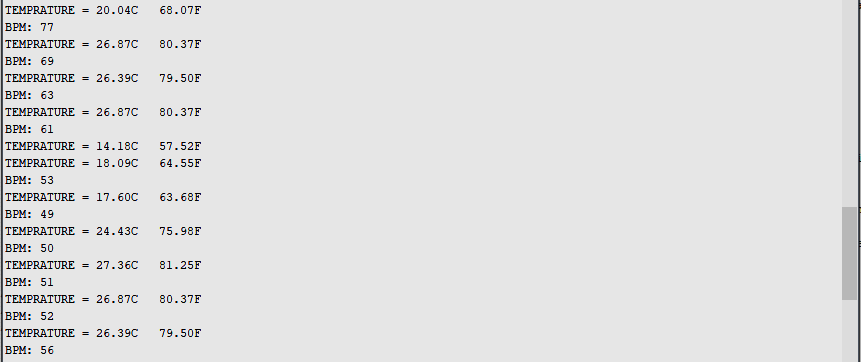 TEMPRATURE = 20.04C   68.07F
BPM: 77
TEMPRATURE = 26.87C   80.37F
BPM: 69
TEMPRATURE = 26.39C   79.50F
BPM: 63
TEMPRATURE = 26.87C   80.37F
BPM: 61
TEMPRATURE = 14.18C   57.52F
TEMPRATURE = 18.09C   64.55F
BPM: 53
TEMPRATURE = 17.60C   63.68F
BPM: 49
TEMPRATURE = 24.43C   75.98F
BPM: 50
TEMPRATURE = 27.36C   81.25F
BPM: 51
TEMPRATURE = 26.87C   80.37F
BPM: 52
TEMPRATURE = 26.39C   79.50F
BPM: 56